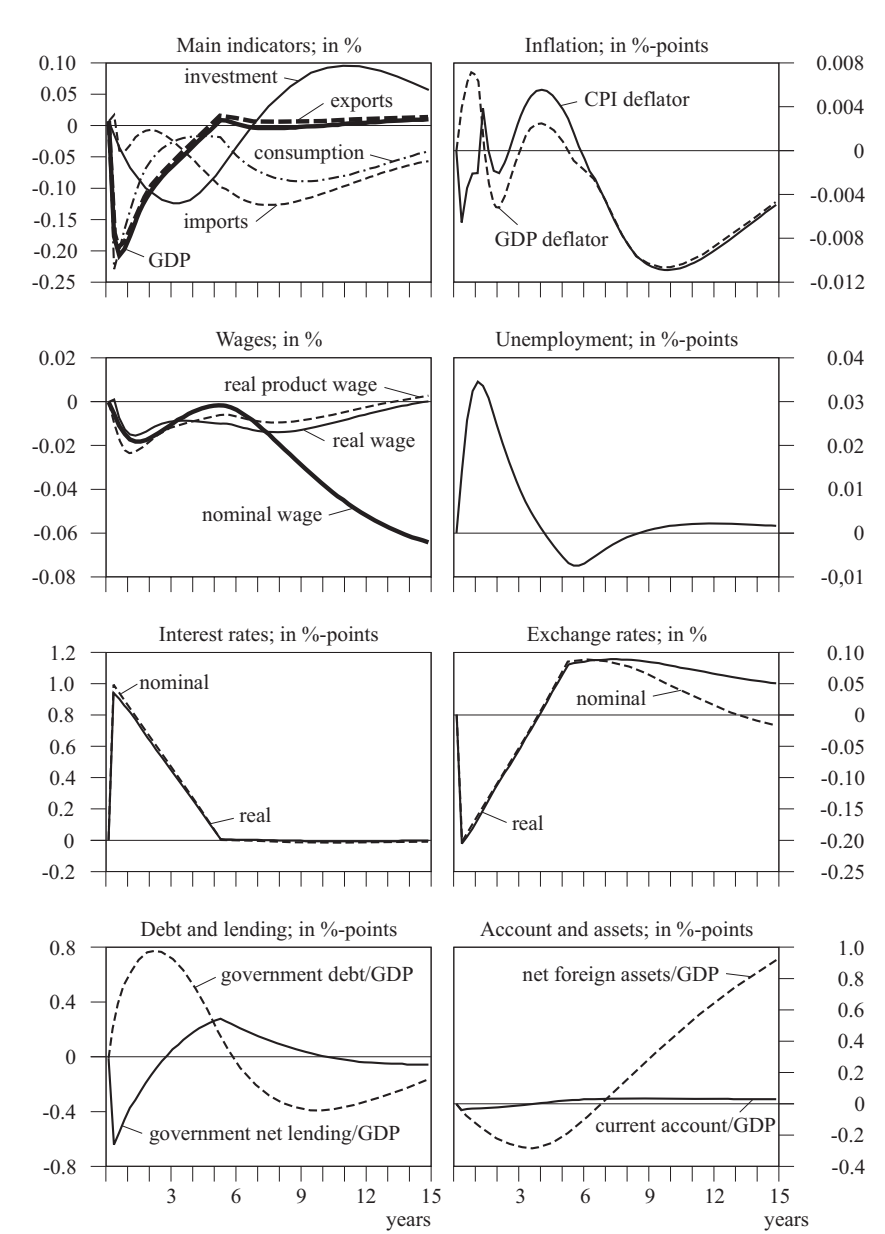 Main indicators; in %
0.10
0.05
0
-0.05
-0.10
-0.15
-0.20
-0.25
investment
exports
consumption
imports
GDP
Inflation; in %-points
0.008
0.004
0
-0.004
-0.008
-0.012
CPI deflator
GDP deflator
Wages; in %
0.02
0
-0.02
-0.04
-0.06
-0.08
real product wage
real wage
nominal wage
Unemployment; in %-points
0.04
0.03
0.02
0.01
0
-0,01
Interest rates; in %-points
1.2
1.0
0.8
0.6
0.4
0.2
0
-0.2
nominal
real
Exchange rates; in %
0.10
0.05
0
-0.05
-0.10
-0.15
-0.20
-0.25
nominal
real
Debt and lending; in %-points
0.8
0.4
0
-0.4
-0.8
government debt/GDP
government net lending/GDP
3 6 9 12 15
years
Account and assets; in %-points
1.0
0.8
0.6
0.4
0.2
0
-0.2
-0.4
net foreign assets/GDP
current account/GDP
3 6 9 12 15
years